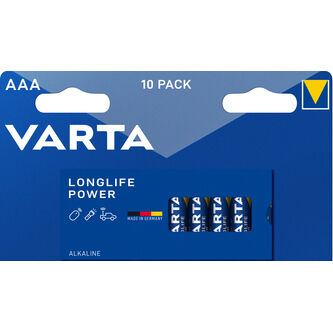 AAA
10 PACK
VARTA
LONGLIFE
POWER
MADE IN GERMANY
ALKALINE
VARTA
VARTA
VARTA
VARTA